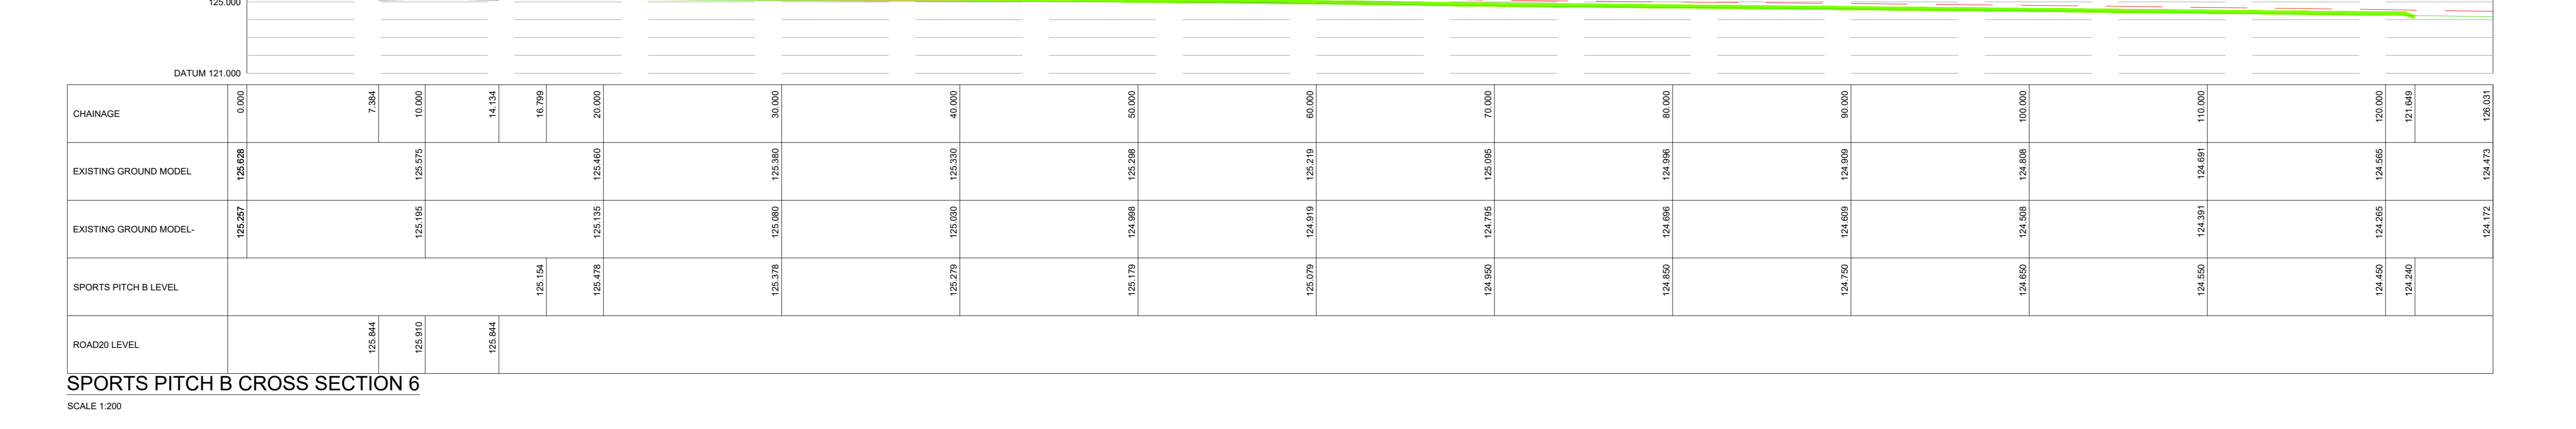 125.000
DATUM 121.000
CHAINAGE 0.000 7.384 10.000 14.134 16.799 20.000 30.000 40.000 50.000 60.000 70.000 80.000 90.000 100.000 110.000 120.000 121.649 126.031
EXISTING GROUND MODEL 125.628 125.575 125.460 125.380 125.330 125.298 125.219 125.095 124.996 124.909 124.808 124.691 124.565 124.473
EXISTING GROUND MODEL- 125.257 125.195 125.135 125.080 125.030 124.998 124.919 124.795 124.696 124.609 124.508 124.391 124.265 124.172
SPORTS PITCH B LEVEL 125.154 125.478 125.378 125.279 125.179 125.079 124.950 124.850 124.750 124.650 124.550 124.450 124.240
ROAD20 LEVEL 125.844 125.910 125.844
SPORTS PITCH B CROSS SECTION 6
SCALE 1:200